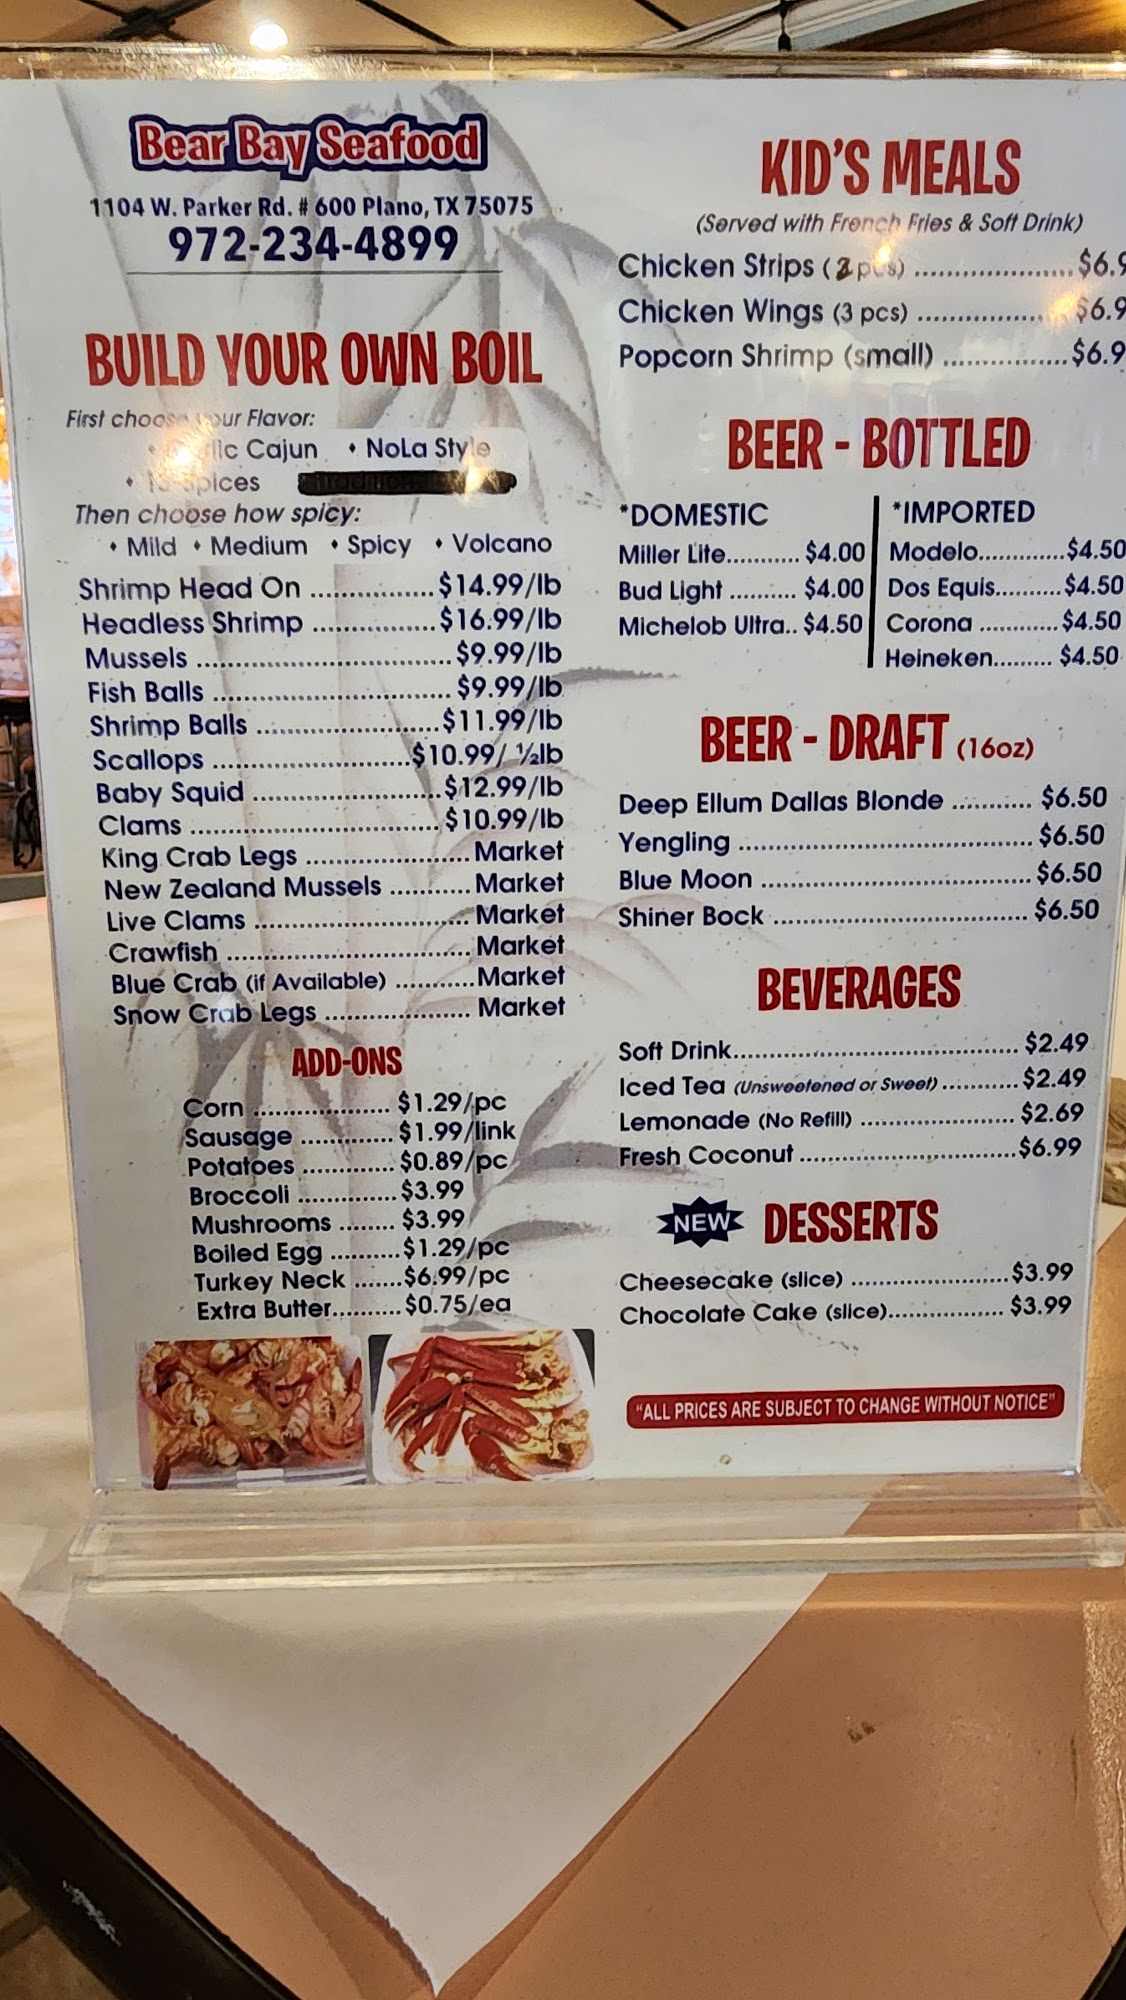 Bear Bay Seafood
1104 W. Parker Rd. # 600 Plano, TX 75075
972-234-4899
BUILD YOUR OWN BOIL
First choose your Flavor:
• Garlic Cajun • NoLa Style
• Spices
Then choose how spicy:
• Mild • Medium • Spicy • Volcano
Shrimp Head On ................ $14.99/lb
Headless Shrimp ................ $16.99/lb
Mussels ................................ $9.99/lb
Fish Balls .............................. $9.99/lb
Shrimp Balls ....................... $11.99/lb
Scallops ......................... $10.99/ ½lb
Baby Squid ........................ $12.99/lb
Clams ................................ $10.99/lb
King Crab Legs ..................... Market
New Zealand Mussels ........... Market
Live Clams ............................ Market
Crawfish ............................... Market
Blue Crab (if Available) ........... Market
Snow Crab Legs ................... Market
ADD-ONS
Corn ................... $1.29/pc
Sausage ............. $1.99/link
Potatoes ............. $0.89/pc
Broccoli .............. $3.99
Mushrooms ........ $3.99
Boiled Egg .......... $1.29/pc
Turkey Neck ....... $6.99/pc
Extra Butter.......... $0.75/ea
KID'S MEALS
(Served with French Fries & Soft Drink)
Chicken Strips ( pcs) ...................... $6.9
Chicken Wings (3 pcs) .................. $6.9
Popcorn Shrimp (small) ................. $6.9
BEER - BOTTLED
*DOMESTIC
Miller Lite........... $4.00
Bud Light .......... $4.00
Michelob Ultra.. $4.50
*IMPORTED
Modelo............. $4.50
Dos Equis.......... $4.50
Corona ............ $4.50
Heineken......... $4.50
BEER - DRAFT (16oz)
Deep Ellum Dallas Blonde ........... $6.50
Yengling ........................................ $6.50
Blue Moon ..................................... $6.50
Shiner Bock ................................... $6.50
BEVERAGES
Soft Drink........................................ $2.49
Iced Tea (Unsweetened or Sweet) ........... $2.49
Lemonade (No Refill) ...................... $2.69
Fresh Coconut ............................... $6.99
NEW DESSERTS
Cheesecake (slice) ....................... $3.99
Chocolate Cake (slice)................. $3.99
"ALL PRICES ARE SUBJECT TO CHANGE WITHOUT NOTICE"